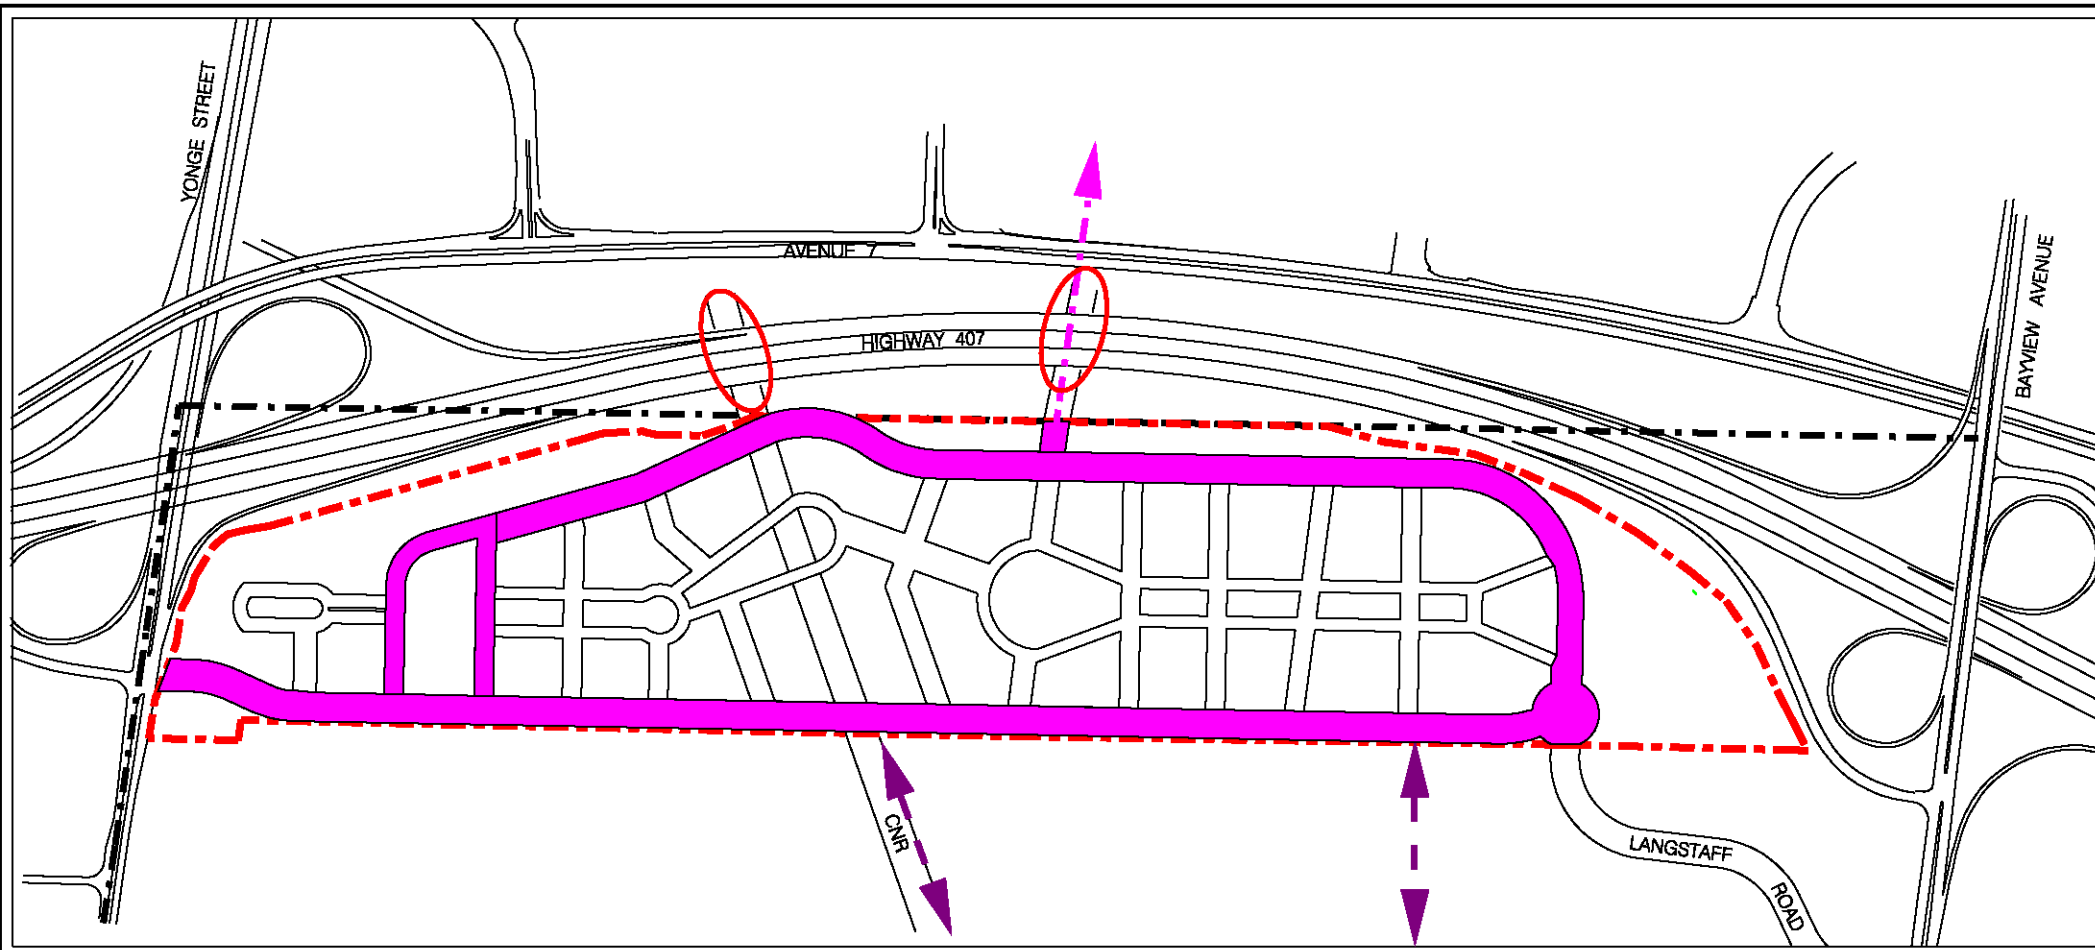 YONGE STREET
AVENUE 7
HIGHWAY 407
BAYVIEW AVENUE
CNR
LANGSTAFF
ROAD